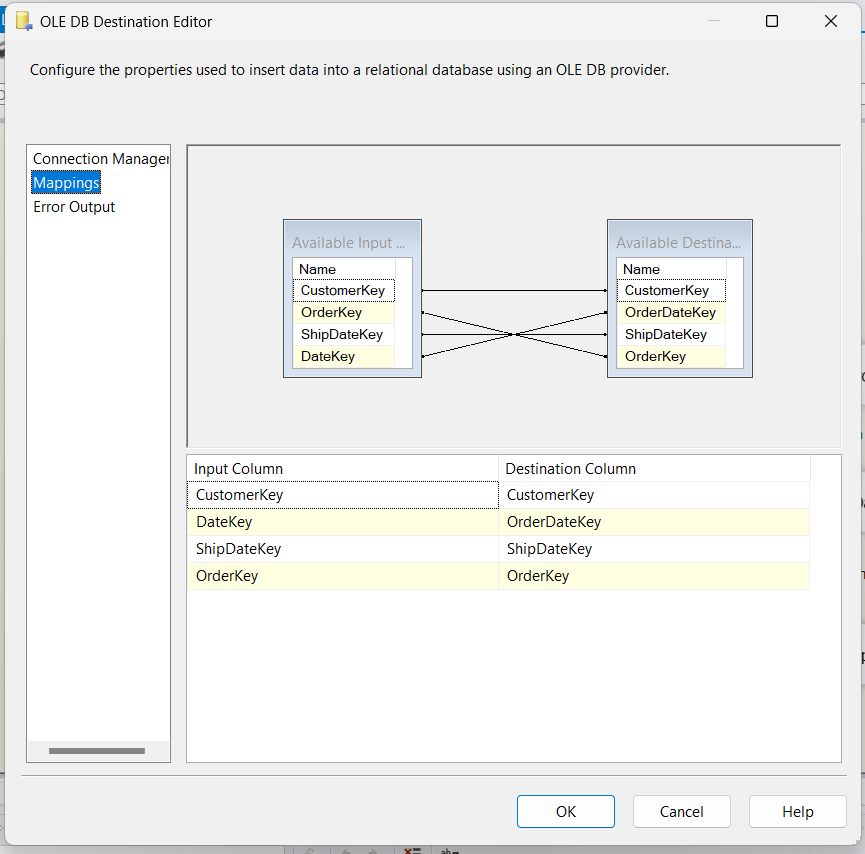 OLE DB Destination Editor
Configure the properties used to insert data into a relational database using an OLE DB provider.
Connection Manager
Mappings
Error Output
Available Input ...
Name
CustomerKey
OrderKey
ShipDateKey
DateKey
Available Destina...
Name
CustomerKey
OrderDateKey
ShipDateKey
OrderKey
Input Column Destination Column
CustomerKey CustomerKey
DateKey OrderDateKey
ShipDateKey ShipDateKey
OrderKey OrderKey
OK Cancel Help